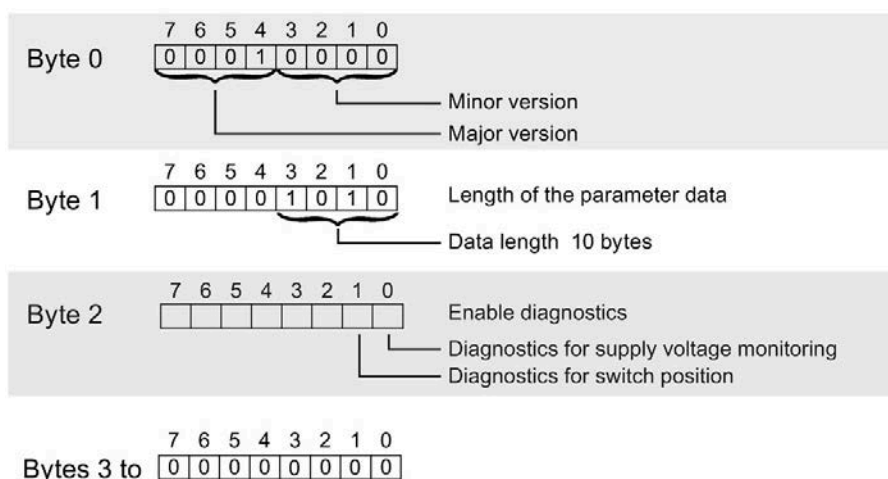 7 6 5 4 3 2 1 0
Byte 0 0 0 0 1 0 0 0 0
Minor version
Major version
7 6 5 4 3 2 1 0
Byte 1 0 0 0 0 1 0 1 0 Length of the parameter data
Data length 10 bytes
7 6 5 4 3 2 1 0
Byte 2 Enable diagnostics
Diagnostics for supply voltage monitoring
Diagnostics for switch position
7 6 5 4 3 2 1 0
Bytes 3 to 0 0 0 0 0 0 0 0